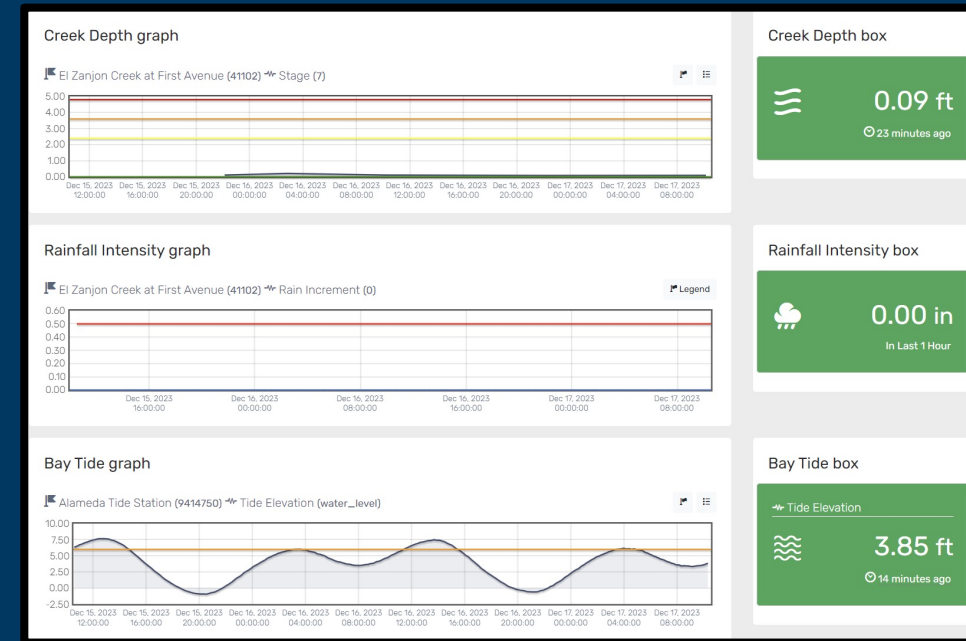 Creek Depth graph
El Zanjon Creek at First Avenue (41102) Stage (7)
5.00
4.00
3.00
2.00
1.00
0.00
Dec 15, 2023 Dec 15, 2023 Dec 15, 2023 Dec 16, 2023 Dec 16, 2023 Dec 16, 2023 Dec 16, 2023 Dec 16, 2023 Dec 16, 2023 Dec 17, 2023 Dec 17, 2023 Dec 17, 2023
12:00:00 16:00:00 20:00:00 00:00:00 04:00:00 08:00:00 12:00:00 16:00:00 20:00:00 00:00:00 04:00:00 08:00:00
Creek Depth box
0.09 ft
23 minutes ago
Rainfall Intensity graph
El Zanjon Creek at First Avenue (41102) Rain Increment (0)
Legend
0.60
0.50
0.40
0.30
0.20
0.10
0.00
Dec 15, 2023 Dec 16, 2023 Dec 16, 2023 Dec 16, 2023 Dec 17, 2023 Dec 17, 2023
16:00:00 00:00:00 08:00:00 16:00:00 00:00:00 08:00:00
Rainfall Intensity box
0.00 in
In Last 1 Hour
Bay Tide graph
Alameda Tide Station (9414750) Tide Elevation (water_level)
10.00
7.50
5.00
2.50
0.00
-2.50
Dec 15, 2023 Dec 15, 2023 Dec 15, 2023 Dec 16, 2023 Dec 16, 2023 Dec 16, 2023 Dec 16, 2023 Dec 16, 2023 Dec 16, 2023 Dec 17, 2023 Dec 17, 2023 Dec 17, 2023
12:00:00 16:00:00 20:00:00 00:00:00 04:00:00 08:00:00 12:00:00 16:00:00 20:00:00 00:00:00 04:00:00 08:00:00
Bay Tide box
Tide Elevation
3.85 ft
14 minutes ago